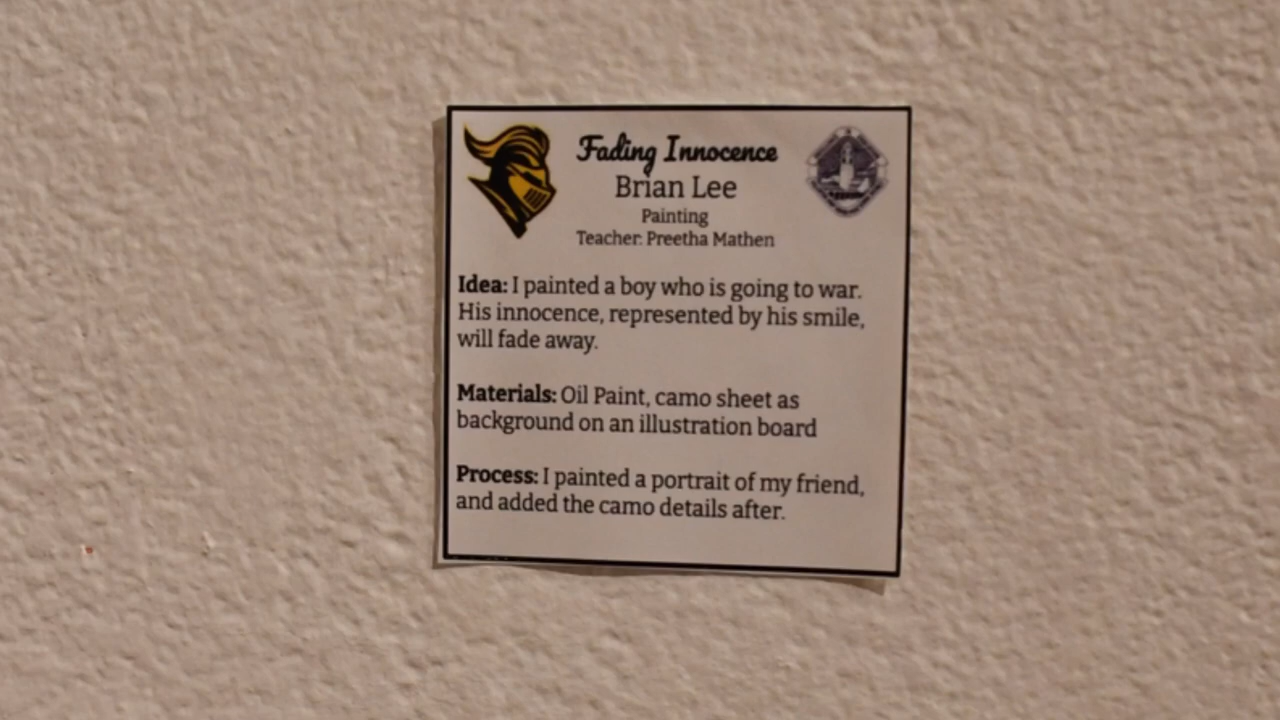 Fading Innocence
Brian Lee
Painting
Teacher: Preetha Mathen
Idea: I painted a boy who is going to war.
His innocence, represented by his smile,
will fade away.
Materials: Oil Paint, camo sheet as
background on an illustration board
Process: I painted a portrait of my friend,
and added the camo details after.